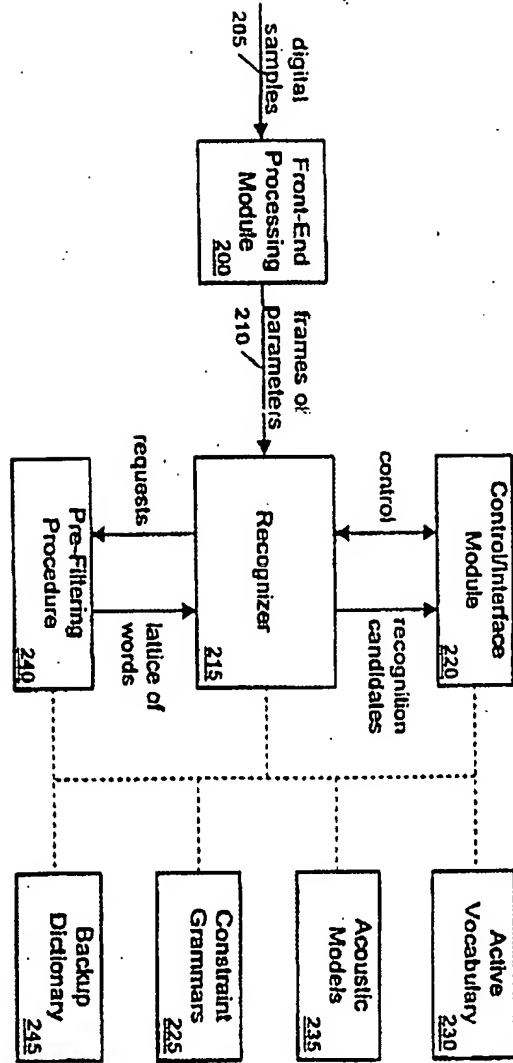 digital
samples
205
Front-End
Processing
Module
200
frames of
parameters
210
Control/Interface
Module
220
control
recognition
candidates
Recognizer
215
requests
lattice of
words
Pre-Filtering
Procedure
240
Active
Vocabulary
230
Acoustic
Models
235
Constraint
Grammars
225
Backup
Dictionary
245